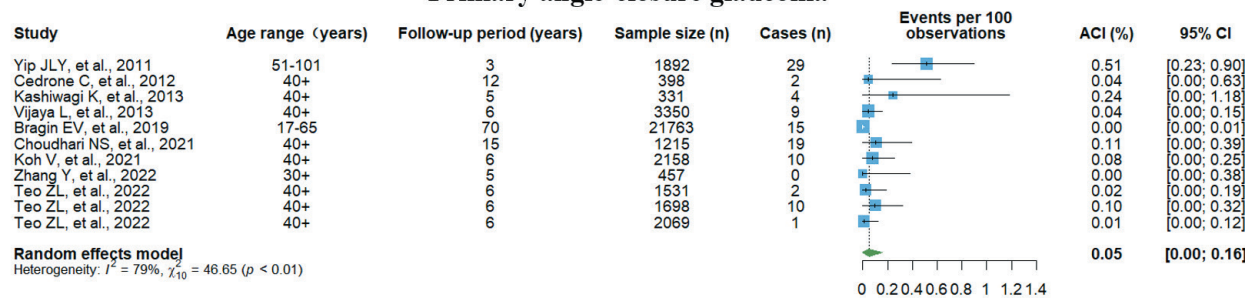 Primary angle-closure glaucoma
Study Age range（years) Follow-up period (years) Sample size (n) Cases (n) Events per 100 observations ACI (%) 95% CI
Yip JLY, et al., 2011 51-101 3 1892 29 0.51 [0.23; 0.90]
Cedrone C, et al., 2012 40+ 12 398 2 0.04 [0.00; 0.63]
Kashiwagi K, et al., 2013 40+ 5 331 4 0.24 [0.00; 1.18]
Vijaya L, et al., 2013 40+ 6 3350 9 0.04 [0.00; 0.15]
Bragin EV, et al., 2019 17-65 70 21763 15 0.00 [0.00; 0.01]
Choudhari NS, et al., 2021 40+ 15 1215 19 0.11 [0.00; 0.39]
Koh V, et al., 2021 40+ 6 2158 10 0.08 [0.00; 0.25]
Zhang Y, et al., 2022 30+ 5 457 0 0.00 [0.00; 0.38]
Teo ZL, et al., 2022 40+ 6 1531 2 0.02 [0.00; 0.19]
Teo ZL, et al., 2022 40+ 6 1698 10 0.10 [0.00; 0.32]
Teo ZL, et al., 2022 40+ 6 2069 1 0.01 [0.00; 0.12]
Random effects model 0.05 [0.00; 0.16]
Heterogeneity: I² = 79%, χ²₁₀ = 46.65 (p < 0.01)
0 0.2 0.4 0.6 0.8 1 1.2 1.4